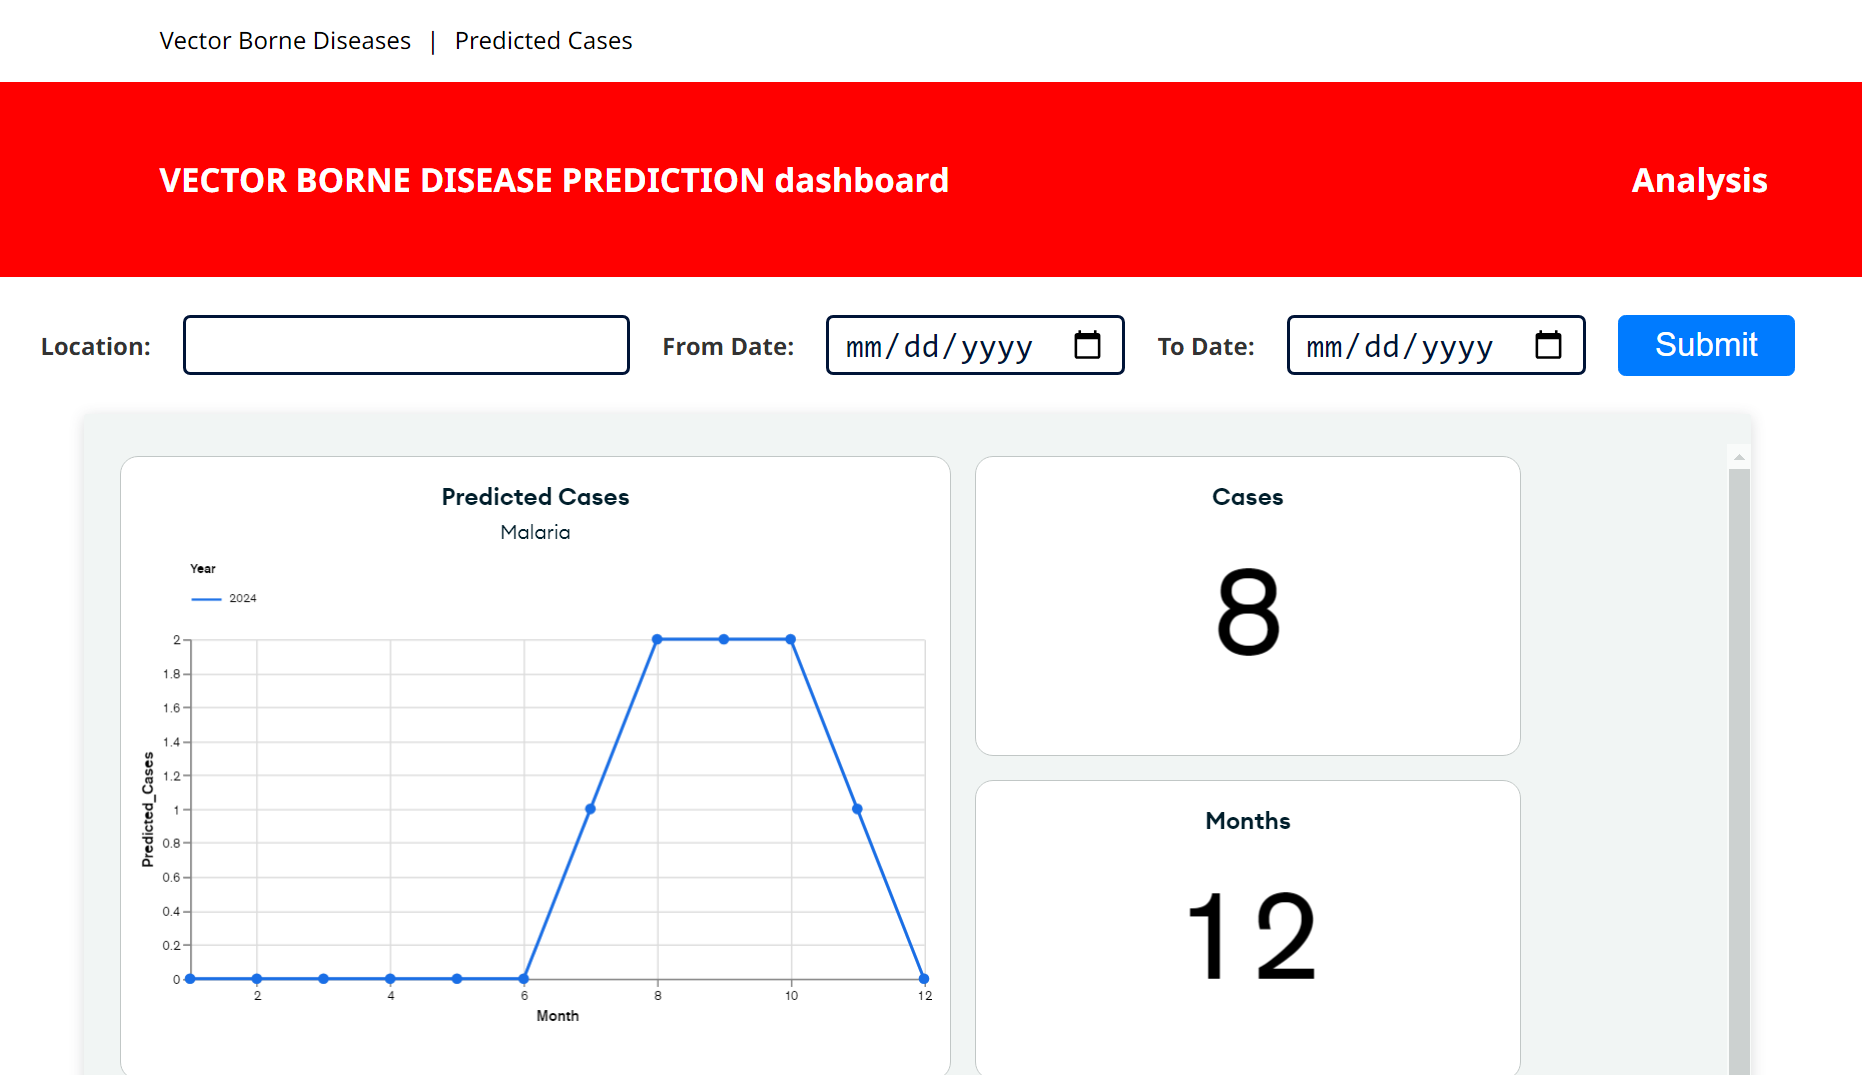 Vector Borne Diseases | Predicted Cases
VECTOR BORNE DISEASE PREDICTION dashboard
Analysis
Location:
From Date: mm/dd/yyyy
To Date: mm/dd/yyyy
Submit
Predicted Cases
Malaria
Year
2024
2
1.8
1.6
1.4
1.2
1
0.8
0.6
0.4
0.2
0
Predicted_Cases
2 4 6 8 10 12
Month
Cases
8
Months
12